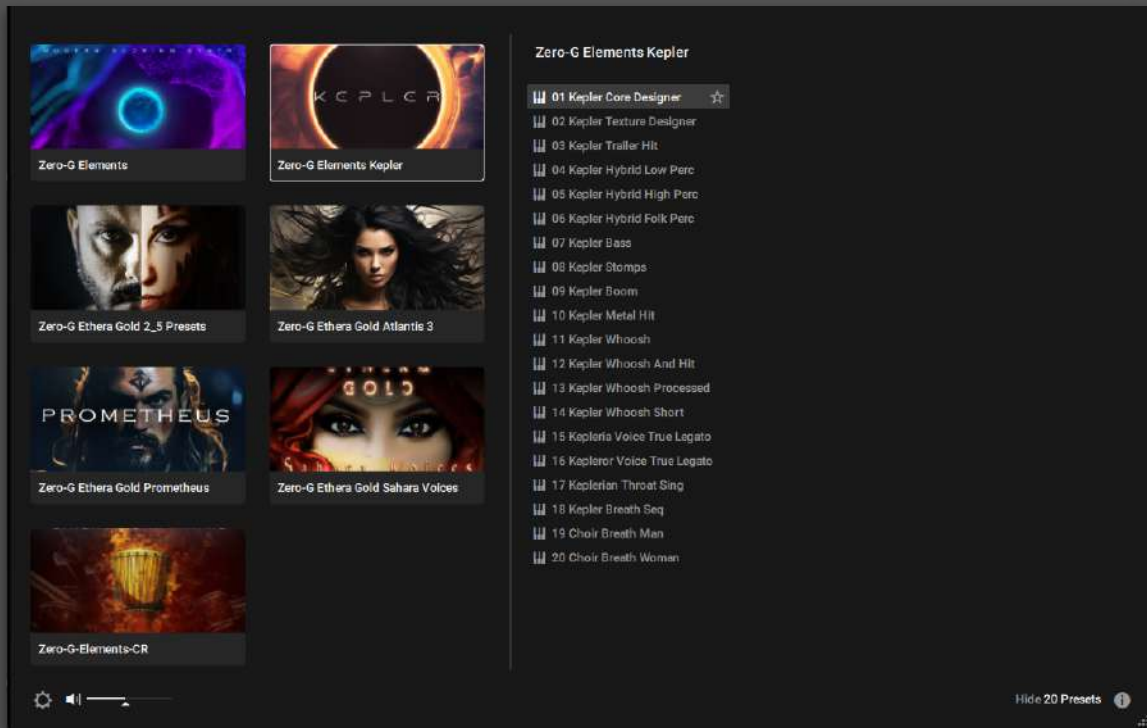 MODERN SCORING SYNTH
Zero-G Elements
KEPLER
Zero-G Elements Kepler
Zero-G Ethera Gold 2_5 Presets
Zero-G Ethera Gold Atlantis 3
PROMETHEUS
Zero-G Ethera Gold Prometheus
GOLD
Sahara Voices
Zero-G Ethera Gold Sahara Voices
Zero-G-Elements-CR
Zero-G Elements Kepler
01 Kepler Core Designer
02 Kepler Texture Designer
03 Kepler Trailer Hit
04 Kepler Hybrid Low Perc
05 Kepler Hybrid High Perc
06 Kepler Hybrid Folk Perc
07 Kepler Bass
08 Kepler Stomps
09 Kepler Boom
10 Kepler Metal Hit
11 Kepler Whoosh
12 Kepler Whoosh And Hit
13 Kepler Whoosh Processed
14 Kepler Whoosh Short
15 Kepleria Voice True Legato
16 Kepleror Voice True Legato
17 Keplerian Throat Sing
18 Kepler Breath Seq
19 Choir Breath Man
20 Choir Breath Woman
Hide 20 Presets